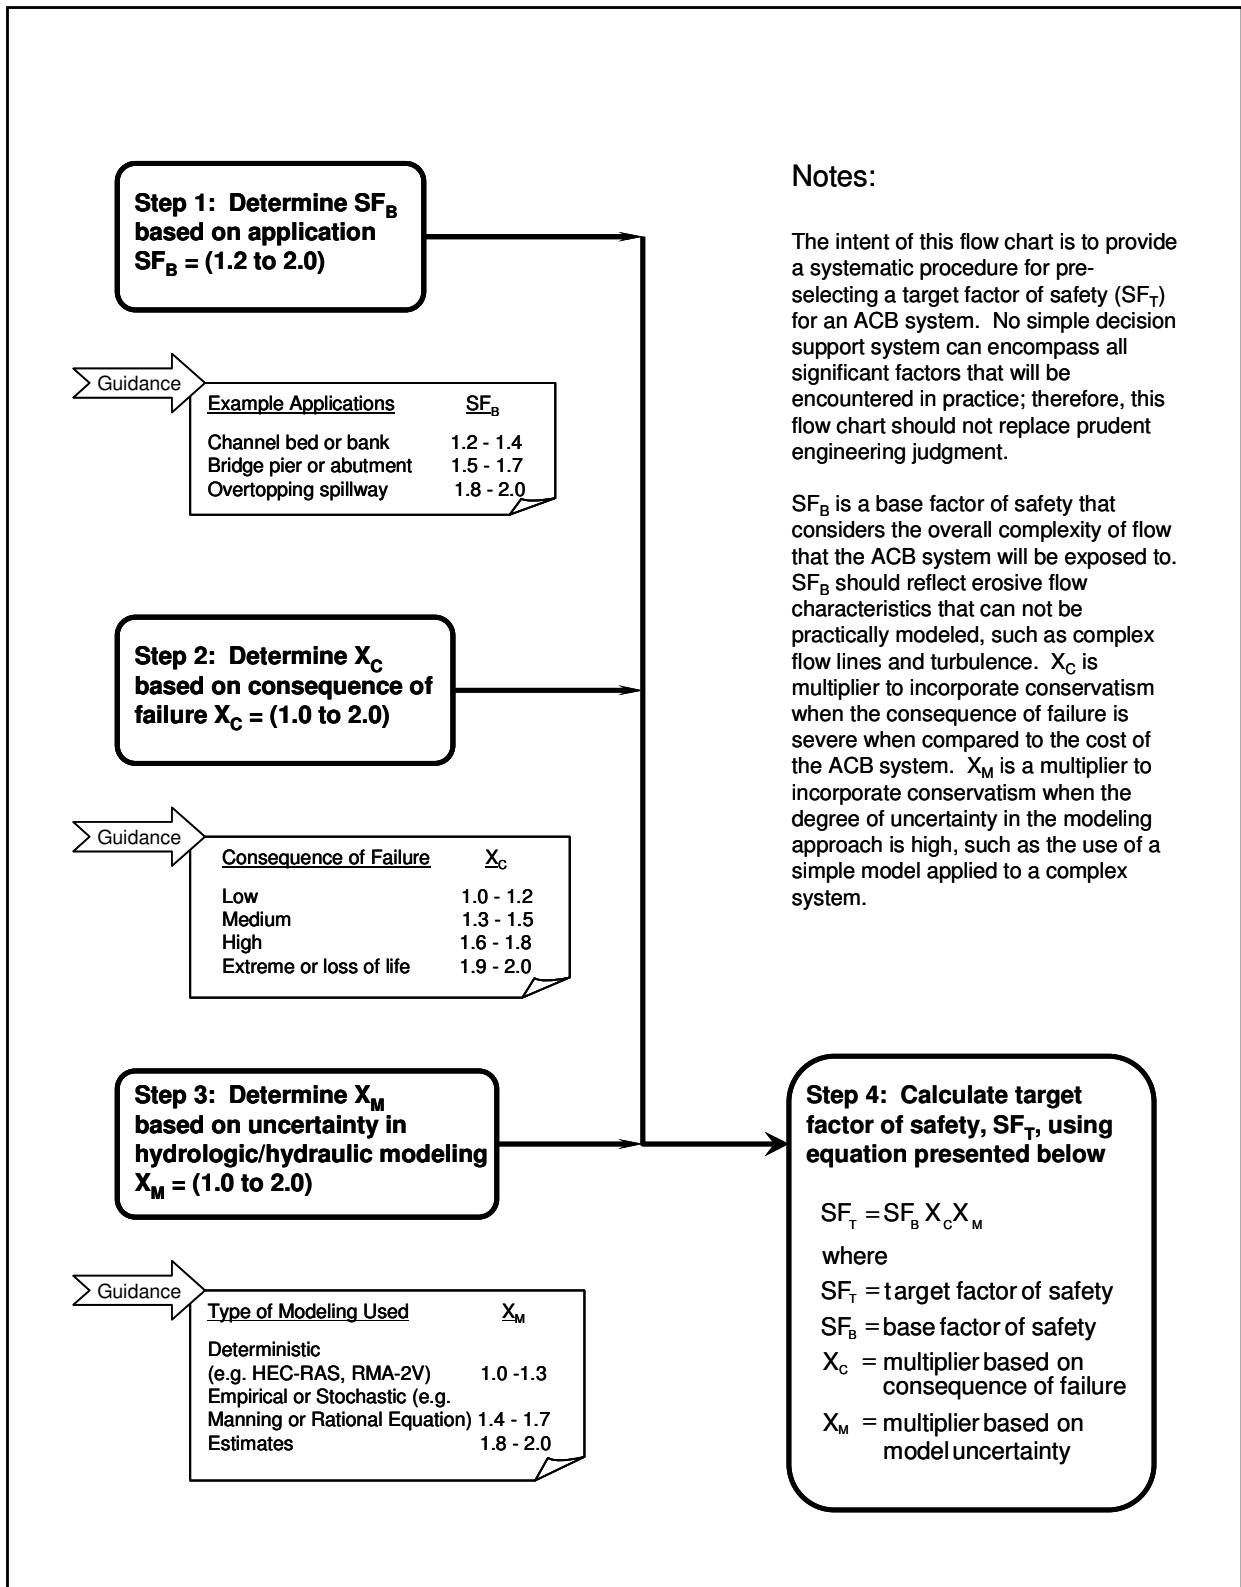 Step 1: Determine SF_B
based on application
SF_B = (1.2 to 2.0)
Guidance
Example Applications SF_B
Channel bed or bank 1.2 - 1.4
Bridge pier or abutment 1.5 - 1.7
Overtopping spillway 1.8 - 2.0
Step 2: Determine X_C
based on consequence of
failure X_C = (1.0 to 2.0)
Guidance
Consequence of Failure X_C
Low 1.0 - 1.2
Medium 1.3 - 1.5
High 1.6 - 1.8
Extreme or loss of life 1.9 - 2.0
Step 3: Determine X_M
based on uncertainty in
hydrologic/hydraulic modeling
X_M = (1.0 to 2.0)
Guidance
Type of Modeling Used X_M
Deterministic
(e.g. HEC-RAS, RMA-2V) 1.0 -1.3
Empirical or Stochastic (e.g.
Manning or Rational Equation) 1.4 - 1.7
Estimates 1.8 - 2.0
Notes:
The intent of this flow chart is to provide
a systematic procedure for pre-
selecting a target factor of safety (SF_T)
for an ACB system. No simple decision
support system can encompass all
significant factors that will be
encountered in practice; therefore, this
flow chart should not replace prudent
engineering judgment.
SF_B is a base factor of safety that
considers the overall complexity of flow
that the ACB system will be exposed to.
SF_B should reflect erosive flow
characteristics that can not be
practically modeled, such as complex
flow lines and turbulence. X_C is
multiplier to incorporate conservatism
when the consequence of failure is
severe when compared to the cost of
the ACB system. X_M is a multiplier to
incorporate conservatism when the
degree of uncertainty in the modeling
approach is high, such as the use of a
simple model applied to a complex
system.
Step 4: Calculate target
factor of safety, SF_T, using
equation presented below
SF_T = SF_B X_C X_M
where
SF_T = target factor of safety
SF_B = base factor of safety
X_C = multiplier based on
consequence of failure
X_M = multiplier based on
model uncertainty